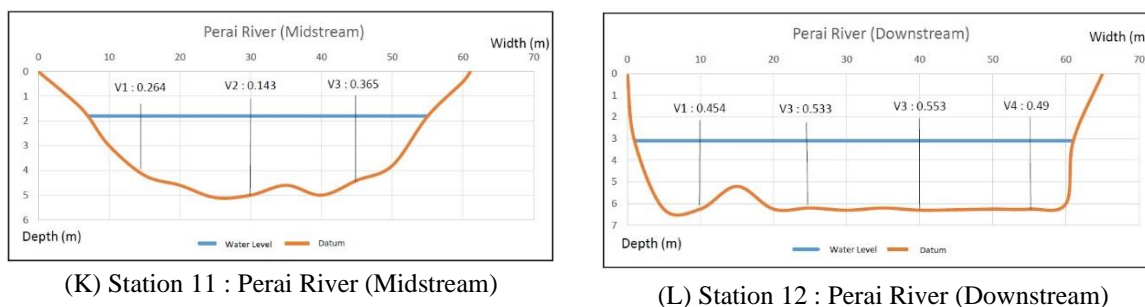 Perai River (Midstream)
Width (m)
0 10 20 30 40 50 60 70
0
V1 : 0.264
V2 : 0.143
V3 : 0.365
1
2
3
4
5
6
Depth (m)
Water Level
Datum
(K) Station 11 : Perai River (Midstream)
Perai River (Downstream)
Width (m)
0 10 20 30 40 50 60 70
0
V1 : 0.454
V3 : 0.533
V3 : 0.553
V4 : 0.49
1
2
3
4
5
6
7
Depth (m)
Water Level
Datum
(L) Station 12 : Perai River (Downstream)